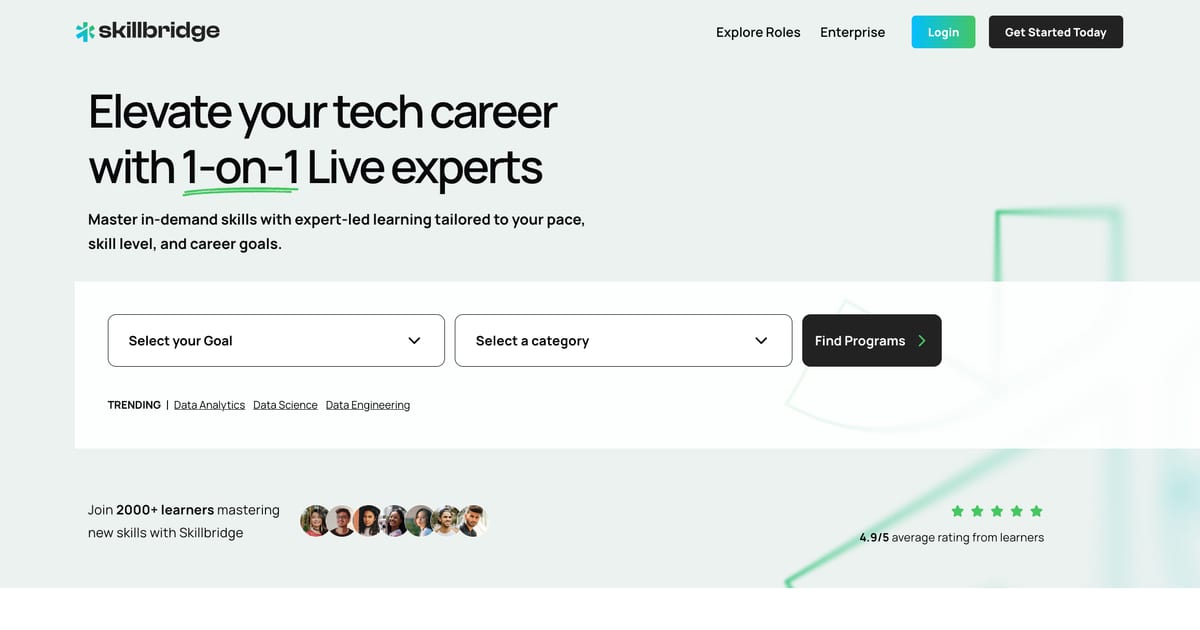 skillbridge
Explore Roles
Enterprise
Login
Get Started Today
Elevate your tech career
with 1-on-1 Live experts
Master in-demand skills with expert-led learning tailored to your pace,
skill level, and career goals.
Select your Goal
Select a category
Find Programs
TRENDING | Data Analytics Data Science Data Engineering
Join 2000+ learners mastering
new skills with Skillbridge
4.9/5 average rating from learners